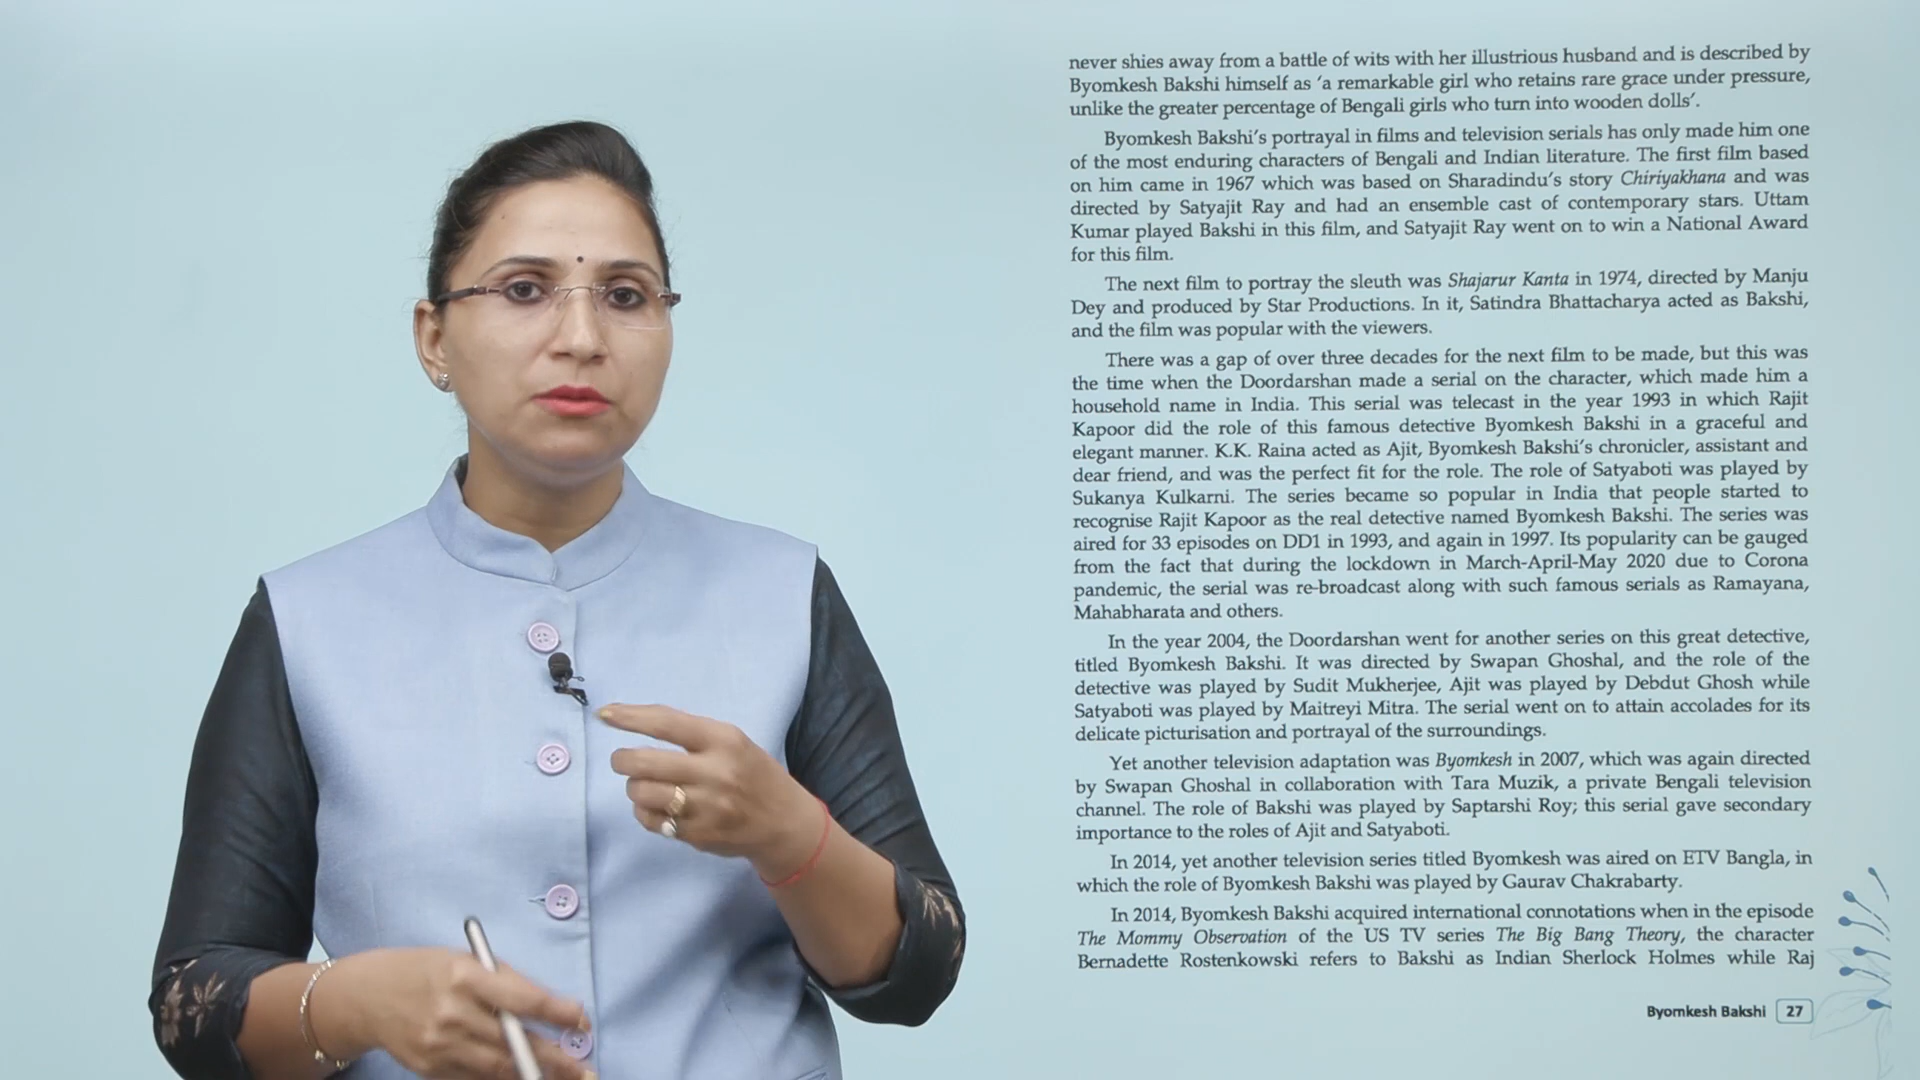 never shies away from a battle of wits with her illustrious husband and is described by
Byomkesh Bakshi himself as ‘a remarkable girl who retains rare grace under pressure,
unlike the greater percentage of Bengali girls who turn into wooden dolls’.
Byomkesh Bakshi’s portrayal in films and television serials has only made him one
of the most enduring characters of Bengali and Indian literature. The first film based
on him came in 1967 which was based on Sharadindu’s story Chiriyakhana and was
directed by Satyajit Ray and had an ensemble cast of contemporary stars. Uttam
Kumar played Bakshi in this film, and Satyajit Ray went on to win a National Award
for this film.
The next film to portray the sleuth was Shajarur Kanta in 1974, directed by Manju
Dey and produced by Star Productions. In it, Satindra Bhattacharya acted as Bakshi,
and the film was popular with the viewers.
There was a gap of over three decades for the next film to be made, but this was
the time when the Doordarshan made a serial on the character, which made him a
household name in India. This serial was telecast in the year 1993 in which Rajit
Kapoor did the role of this famous detective Byomkesh Bakshi in a graceful and
elegant manner. K.K. Raina acted as Ajit, Byomkesh Bakshi’s chronicler, assistant and
dear friend, and was the perfect fit for the role. The role of Satyaboti was played by
Sukanya Kulkarni. The series became so popular in India that people started to
recognise Rajit Kapoor as the real detective named Byomkesh Bakshi. The series was
aired for 33 episodes on DD1 in 1993, and again in 1997. Its popularity can be gauged
from the fact that during the lockdown in March-April-May 2020 due to Corona
pandemic, the serial was re-broadcast along with such famous serials as Ramayana,
Mahabharata and others.
In the year 2004, the Doordarshan went for another series on this great detective,
titled Byomkesh Bakshi. It was directed by Swapan Ghoshal, and the role of the
detective was played by Sudit Mukherjee, Ajit was played by Debdut Ghosh while
Satyaboti was played by Maitreyi Mitra. The serial went on to attain accolades for its
delicate picturisation and portrayal of the surroundings.
Yet another television adaptation was Byomkesh in 2007, which was again directed
by Swapan Ghoshal in collaboration with Tara Muzik, a private Bengali television
channel. The role of Bakshi was played by Saptarshi Roy; this serial gave secondary
importance to the roles of Ajit and Satyaboti.
In 2014, yet another television series titled Byomkesh was aired on ETV Bangla, in
which the role of Byomkesh Bakshi was played by Gaurav Chakrabarty.
In 2014, Byomkesh Bakshi acquired international connotations when in the episode
The Mommy Observation of the US TV series The Big Bang Theory, the character
Bernadette Rostenkowski refers to Bakshi as Indian Sherlock Holmes while Raj
Byomkesh Bakshi 27